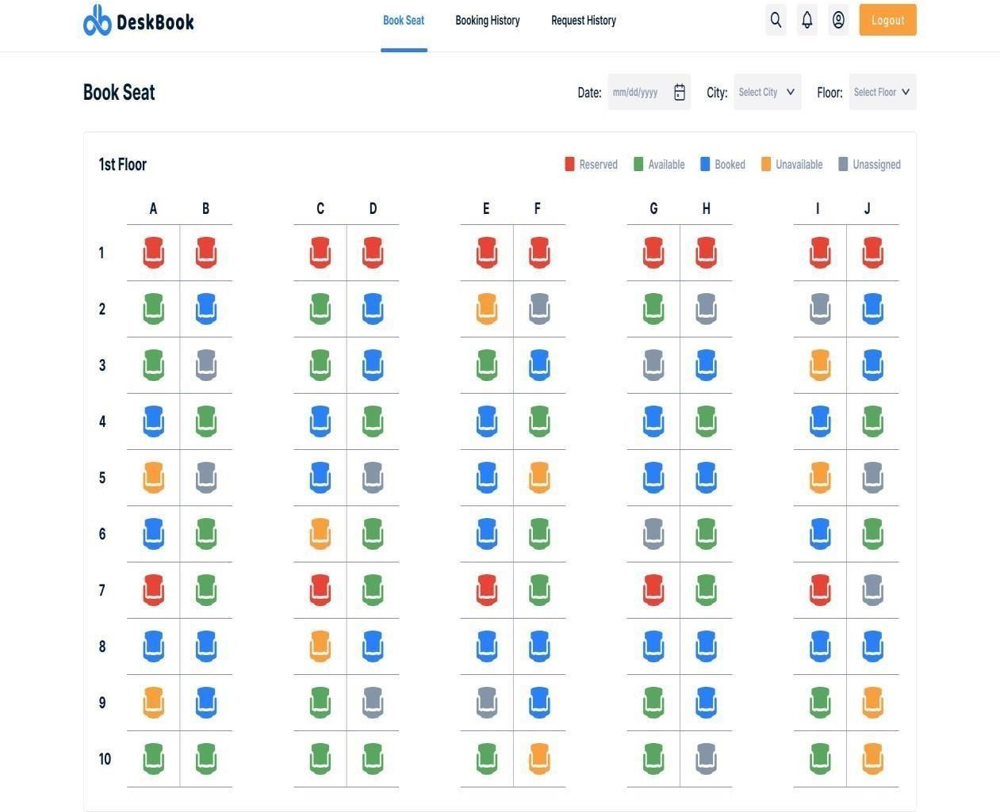 DeskBook
Book Seat Booking History Request History
Logout
Book Seat
Date: mm/dd/yyyy City: Select City Floor: Select Floor
1st Floor
Reserved Available Booked Unavailable Unassigned
A B C D E F G H I J
1
2
3
4
5
6
7
8
9
10